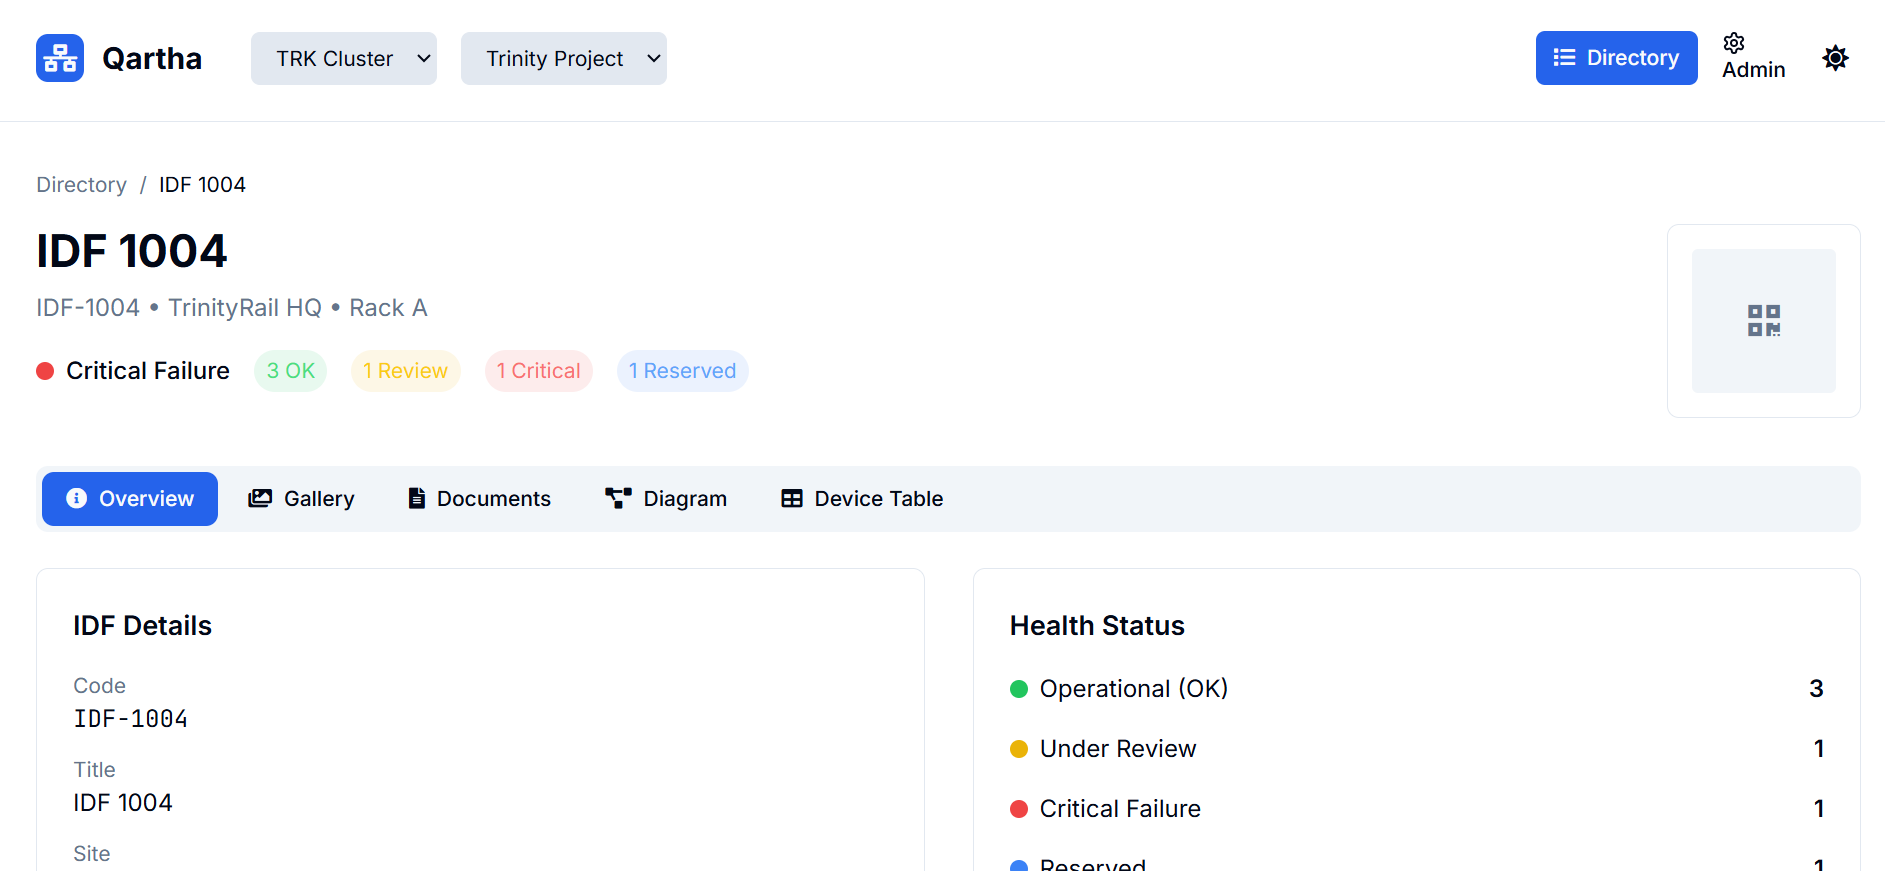 Qartha
TRK Cluster
Trinity Project
Directory
Admin
Directory / IDF 1004
IDF 1004
IDF-1004 • TrinityRail HQ • Rack A
Critical Failure
3 OK
1 Review
1 Critical
1 Reserved
Overview
Gallery
Documents
Diagram
Device Table
IDF Details
Code
IDF-1004
Title
IDF 1004
Site
Health Status
Operational (OK) 3
Under Review 1
Critical Failure 1
Reserved 1